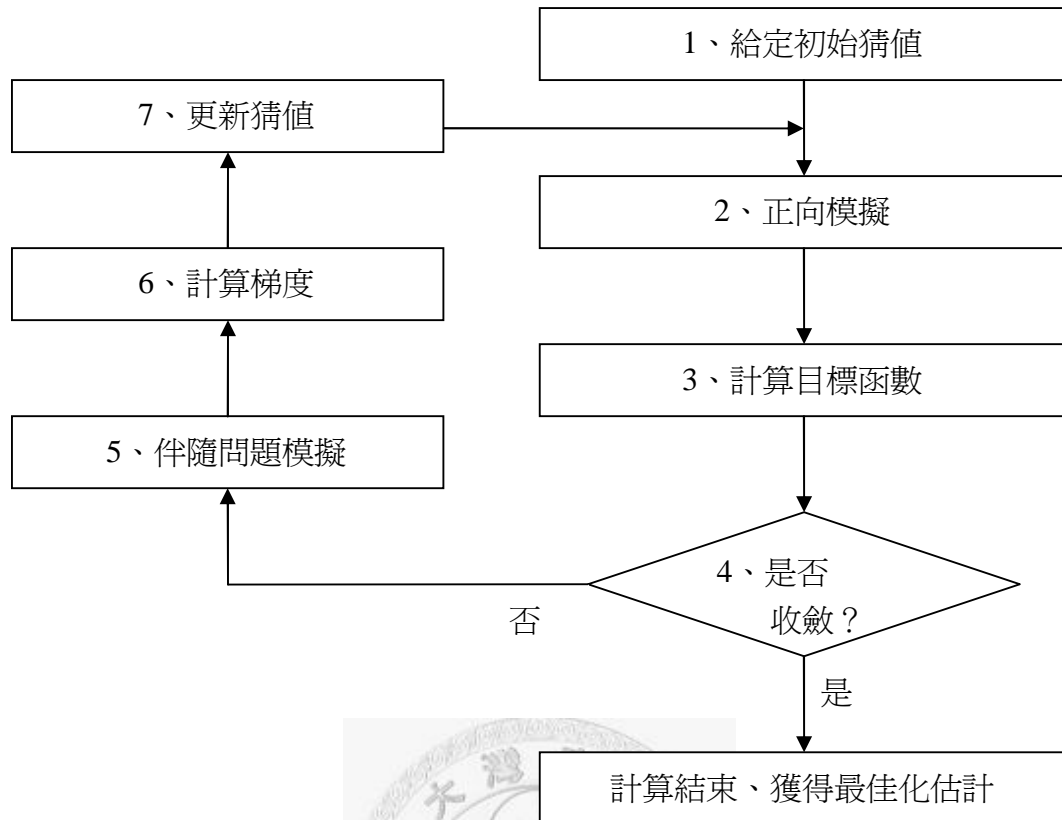 1、給定初始猜值
7、更新猜值
2、正向模擬
6、計算梯度
3、計算目標函數
5、伴隨問題模擬
4、是否
收斂？
否
是
計算結束、獲得最佳化估計
大灣